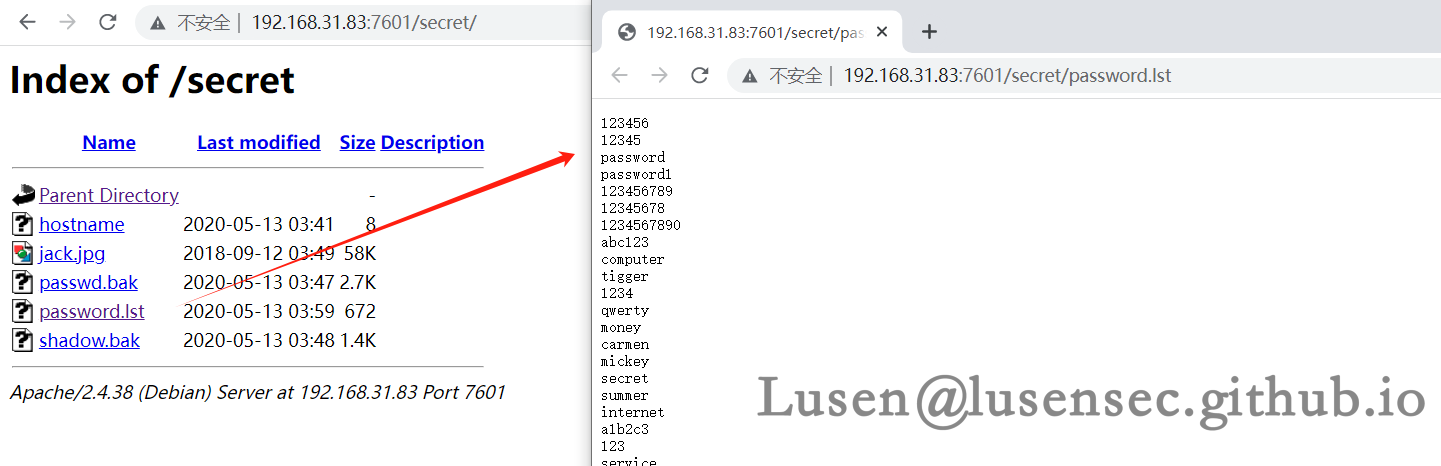 不安全 | 192.168.31.83:7601/secret/
Index of /secret
Name Last modified Size Description
Parent Directory -
hostname 2020-05-13 03:41 8
jack.jpg 2018-09-12 03:49 58K
passwd.bak 2020-05-13 03:47 2.7K
password.lst 2020-05-13 03:59 672
shadow.bak 2020-05-13 03:48 1.4K
Apache/2.4.38 (Debian) Server at 192.168.31.83 Port 7601
192.168.31.83:7601/secret/pas
不安全 | 192.168.31.83:7601/secret/password.lst
123456
12345
password
password1
123456789
12345678
1234567890
abc123
computer
tigger
1234
qwerty
money
carmen
mickey
secret
summer
internet
a1b2c3
123
service
Lusen@lusensec.github.io